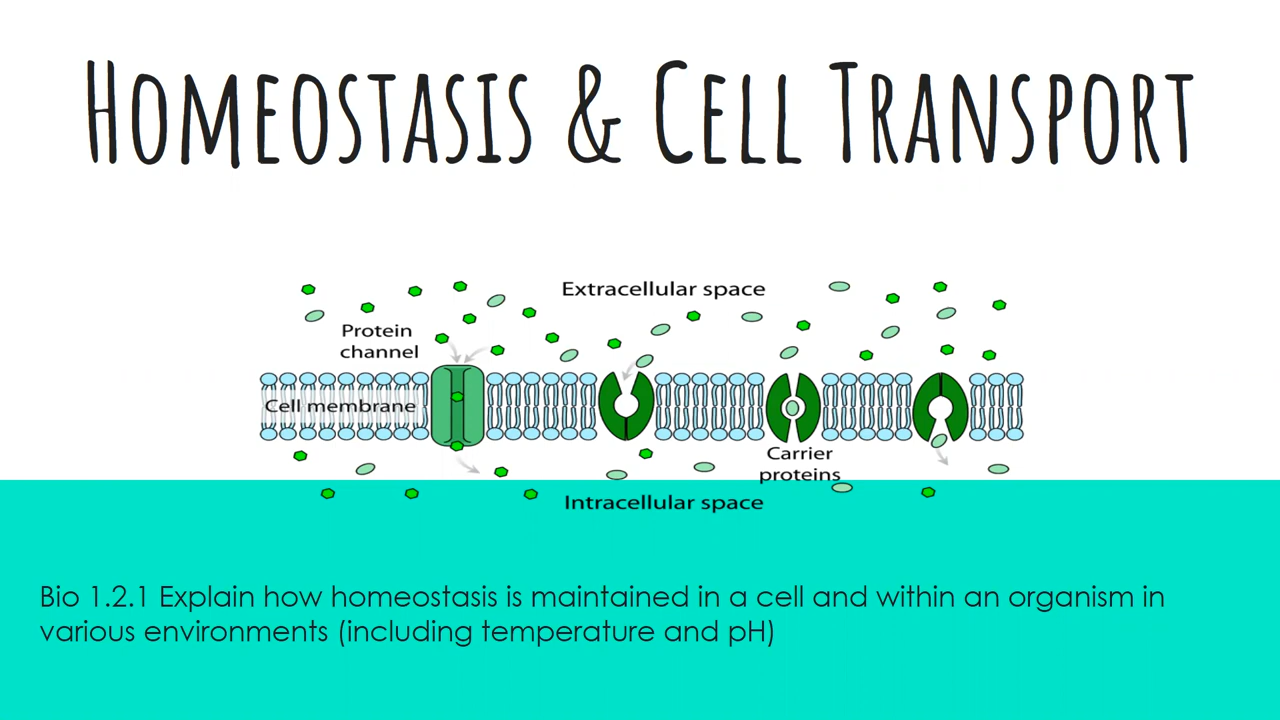 HOMEOSTASIS & CELL TRANSPORT
Extracellular space
Protein
channel
Cell membrane
Carrier
proteins
Intracellular space
Bio 1.2.1 Explain how homeostasis is maintained in a cell and within an organism in
various environments (including temperature and pH)